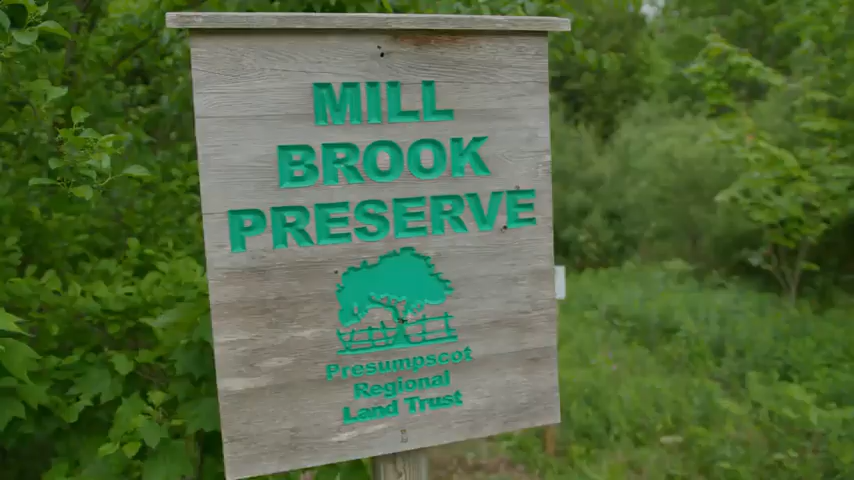 MILL
BROOK
PRESERVE
Presumpscot
Regional
Land Trust